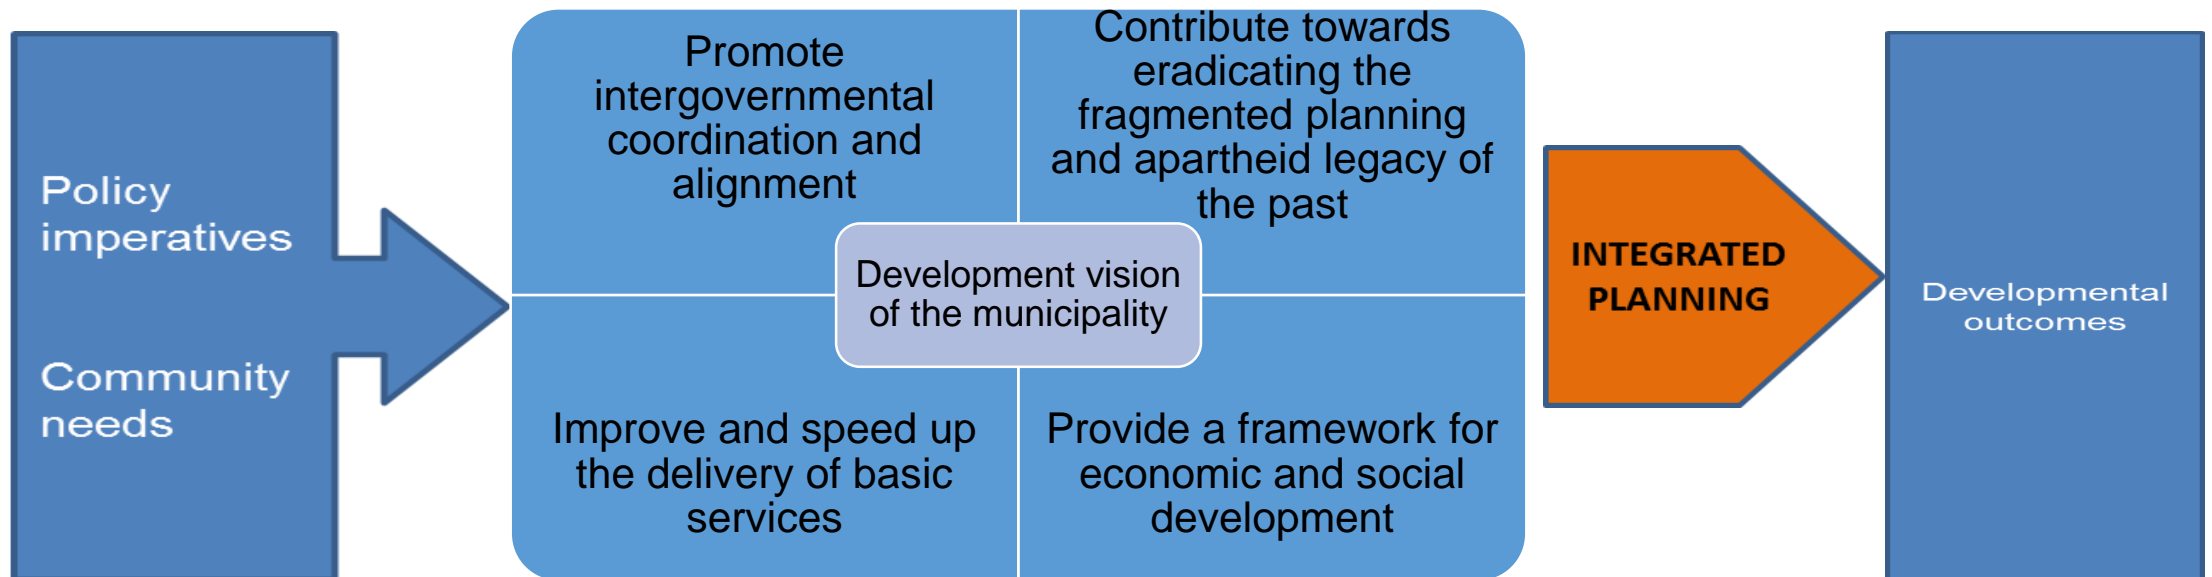 Policy
imperatives
Community
needs
Promote
intergovernmental
coordination and
alignment
Contribute towards
eradicating the
fragmented planning
and apartheid legacy of
the past
Development vision
of the municipality
Improve and speed up
the delivery of basic
services
Provide a framework for
economic and social
development
INTEGRATED
PLANNING
Developmental
outcomes